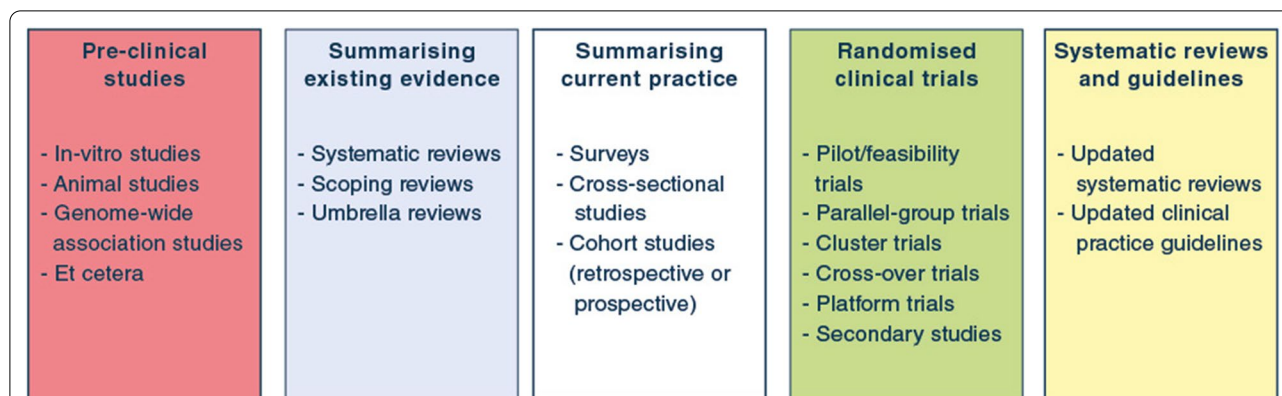 Pre-clinical
studies
- In-vitro studies
- Animal studies
- Genome-wide
association studies
- Et cetera
Summarising
existing evidence
- Systematic reviews
- Scoping reviews
- Umbrella reviews
Summarising
current practice
- Surveys
- Cross-sectional
studies
- Cohort studies
(retrospective or
prospective)
Randomised
clinical trials
- Pilot/feasibility
trials
- Parallel-group trials
- Cluster trials
- Cross-over trials
- Platform trials
- Secondary studies
Systematic reviews
and guidelines
- Updated
systematic reviews
- Updated clinical
practice guidelines